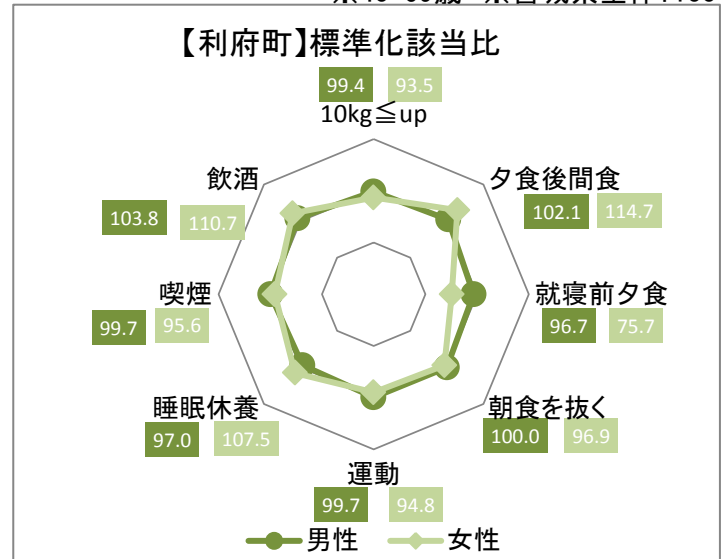 【利府町】標準化該当比
99.4 93.5
10kg≦up
飲酒 夕食後間食
103.8 110.7 102.1 114.7
喫煙 就寝前夕食
99.7 95.6 96.7 75.7
睡眠休養 朝食を抜く
97.0 107.5 100.0 96.9
運動
99.7 94.8
男性 女性